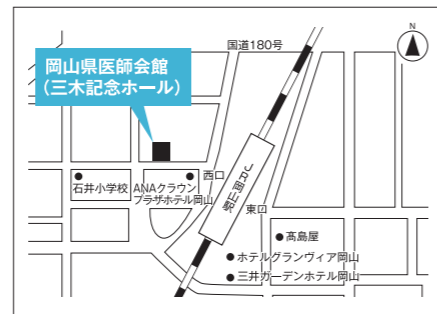 国道180号
N
岡山県医師会館
（三木記念ホール）
石井小学校
ANAクラウン
プラザホテル岡山
西口
JR岡山駅
東口
髙島屋
ホテルグランヴィア岡山
三井ガーデンホテル岡山